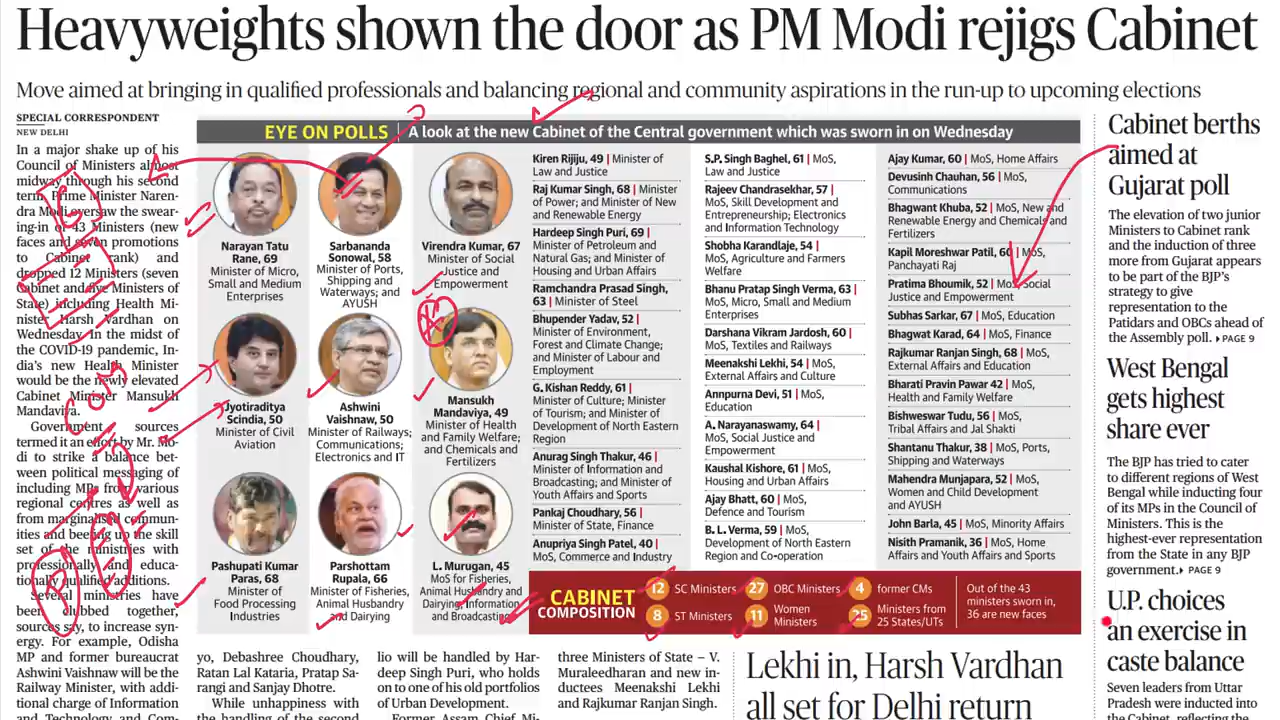 Heavyweights shown the door as PM Modi rejigs Cabinet
Move aimed at bringing in qualified professionals and balancing regional and community aspirations in the run-up to upcoming elections
SPECIAL CORRESPONDENT
NEW DELHI
In a major shake up of his
Council of Ministers almost
midway through his second
term, Prime Minister Naren-
dra Modi oversaw the swear-
ing-in of 43 Ministers (new
faces and seven promotions
to Cabinet rank) and
dropped 12 Ministers (seven
Cabinet and five Ministers of
State) including Health Mi-
nister Harsh Vardhan on
Wednesday. In the midst of
the COVID-19 pandemic, In-
dia's new Health Minister
would be the newly elevated
Cabinet Minister Mansukh
Mandaviya.
Government sources
termed it an effort by Mr. Mo-
di to strike a balance bet-
ween political messaging of
including MPs from various
regional centres as well as
from marginalised commun-
ities and beefing up the skill
set of the ministries with
professionally and educa-
tionally qualified additions.
Several ministries have
been clubbed together,
sources say, to increase syn-
ergy. For example, Odisha
MP and former bureaucrat
Ashwini Vaishnaw will be the
Railway Minister, with addi-
tional charge of Information
and Technology and Com-
EYE ON POLLS | A look at the new Cabinet of the Central government which was sworn in on Wednesday
Narayan Tatu
Rane, 69
Minister of Micro,
Small and Medium
Enterprises
Sarbananda
Sonowal, 58
Minister of Ports,
Shipping and
Waterways; and
AYUSH
Virendra Kumar, 67
Minister of Social
Justice and
Empowerment
Jyotiraditya
Scindia, 50
Minister of Civil
Aviation
Ashwini
Vaishnaw, 50
Minister of Railways;
Communications;
Electronics and IT
Mansukh
Mandaviya, 49
Minister of Health
and Family Welfare;
and Chemicals and
Fertilizers
Pashupati Kumar
Paras, 68
Minister of
Food Processing
Industries
Parshottam
Rupala, 66
Minister of Fisheries,
Animal Husbandry
and Dairying
L. Murugan, 45
MoS for Fisheries,
Animal Husbandry and
Dairying; Information
and Broadcasting
Kiren Rijiju, 49 | Minister of
Law and Justice
Raj Kumar Singh, 68 | Minister
of Power; and Minister of New
and Renewable Energy
Hardeep Singh Puri, 69 |
Minister of Petroleum and
Natural Gas; and Minister of
Housing and Urban Affairs
Ramchandra Prasad Singh,
63 | Minister of Steel
Bhupender Yadav, 52 |
Minister of Environment,
Forest and Climate Change;
and Minister of Labour and
Employment
G. Kishan Reddy, 61 |
Minister of Culture; Minister
of Tourism; and Minister of
Development of North Eastern
Region
Anurag Singh Thakur, 46 |
Minister of Information and
Broadcasting; and Minister of
Youth Affairs and Sports
Pankaj Choudhary, 56 |
Minister of State, Finance
Anupriya Singh Patel, 40 |
MoS, Commerce and Industry
S.P. Singh Baghel, 61 | MoS,
Law and Justice
Rajeev Chandrasekhar, 57 |
MoS, Skill Development and
Entrepreneurship; Electronics
and Information Technology
Shobha Karandlaje, 54 |
MoS, Agriculture and Farmers
Welfare
Bhanu Pratap Singh Verma, 63 |
MoS, Micro, Small and Medium
Enterprises
Darshana Vikram Jardosh, 60 |
MoS, Textiles and Railways
Meenakshi Lekhi, 54 | MoS,
External Affairs and Culture
Annpurna Devi, 51 | MoS,
Education
A. Narayanaswamy, 64 |
MoS, Social Justice and
Empowerment
Kaushal Kishore, 61 | MoS,
Housing and Urban Affairs
Ajay Bhatt, 60 | MoS,
Defence and Tourism
B. L. Verma, 59 | MoS,
Development of North Eastern
Region and Co-operation
Ajay Kumar, 60 | MoS, Home Affairs
Devusinh Chauhan, 56 | MoS,
Communications
Bhagwant Khuba, 52 | MoS, New and
Renewable Energy and Chemicals and
Fertilizers
Kapil Moreshwar Patil, 60 | MoS,
Panchayati Raj
Pratima Bhoumik, 52 | MoS, Social
Justice and Empowerment
Subhas Sarkar, 67 | MoS, Education
Bhagwat Karad, 64 | MoS, Finance
Rajkumar Ranjan Singh, 68 | MoS,
External Affairs and Education
Bharati Pravin Pawar 42 | MoS,
Health and Family Welfare
Bishweswar Tudu, 56 | MoS,
Tribal Affairs and Jal Shakti
Shantanu Thakur, 38 | MoS, Ports,
Shipping and Waterways
Mahendra Munjapara, 52 | MoS,
Women and Child Development
and AYUSH
John Barla, 45 | MoS, Minority Affairs
Nisith Pramanik, 36 | MoS, Home
Affairs and Youth Affairs and Sports
CABINET
COMPOSITION
12 SC Ministers
27 OBC Ministers
4 former CMs
8 ST Ministers
11 Women
Ministers
25 Ministers from
25 States/UTs
Out of the 43
ministers sworn in,
36 are new faces
yo, Debashree Choudhary,
Ratan Lal Kataria, Pratap Sa-
rangi and Sanjay Dhotre.
While unhappiness with
the handling of the second
lio will be handled by Har-
deep Singh Puri, who holds
on to one of his old portfolios
of Urban Development.
Former Assam Chief Mi-
three Ministers of State – V.
Muraleedharan and new in-
ductees Meenakshi Lekhi
and Rajkumar Ranjan Singh.
Lekhi in, Harsh Vardhan
all set for Delhi return
Cabinet berths
aimed at
Gujarat poll
The elevation of two junior
Ministers to Cabinet rank
and the induction of three
more from Gujarat appears
to be part of the BJP's
strategy to give
representation to the
Patidars and OBCs ahead of
the Assembly poll. ▸ PAGE 9
West Bengal
gets highest
share ever
The BJP has tried to cater
to different regions of West
Bengal while inducting four
of its MPs in the Council of
Ministers. This is the
highest-ever representation
from the State in any BJP
government. ▸ PAGE 9
U.P. choices
an exercise in
caste balance
Seven leaders from Uttar
Pradesh were inducted into
the Cabinet, reflecting the